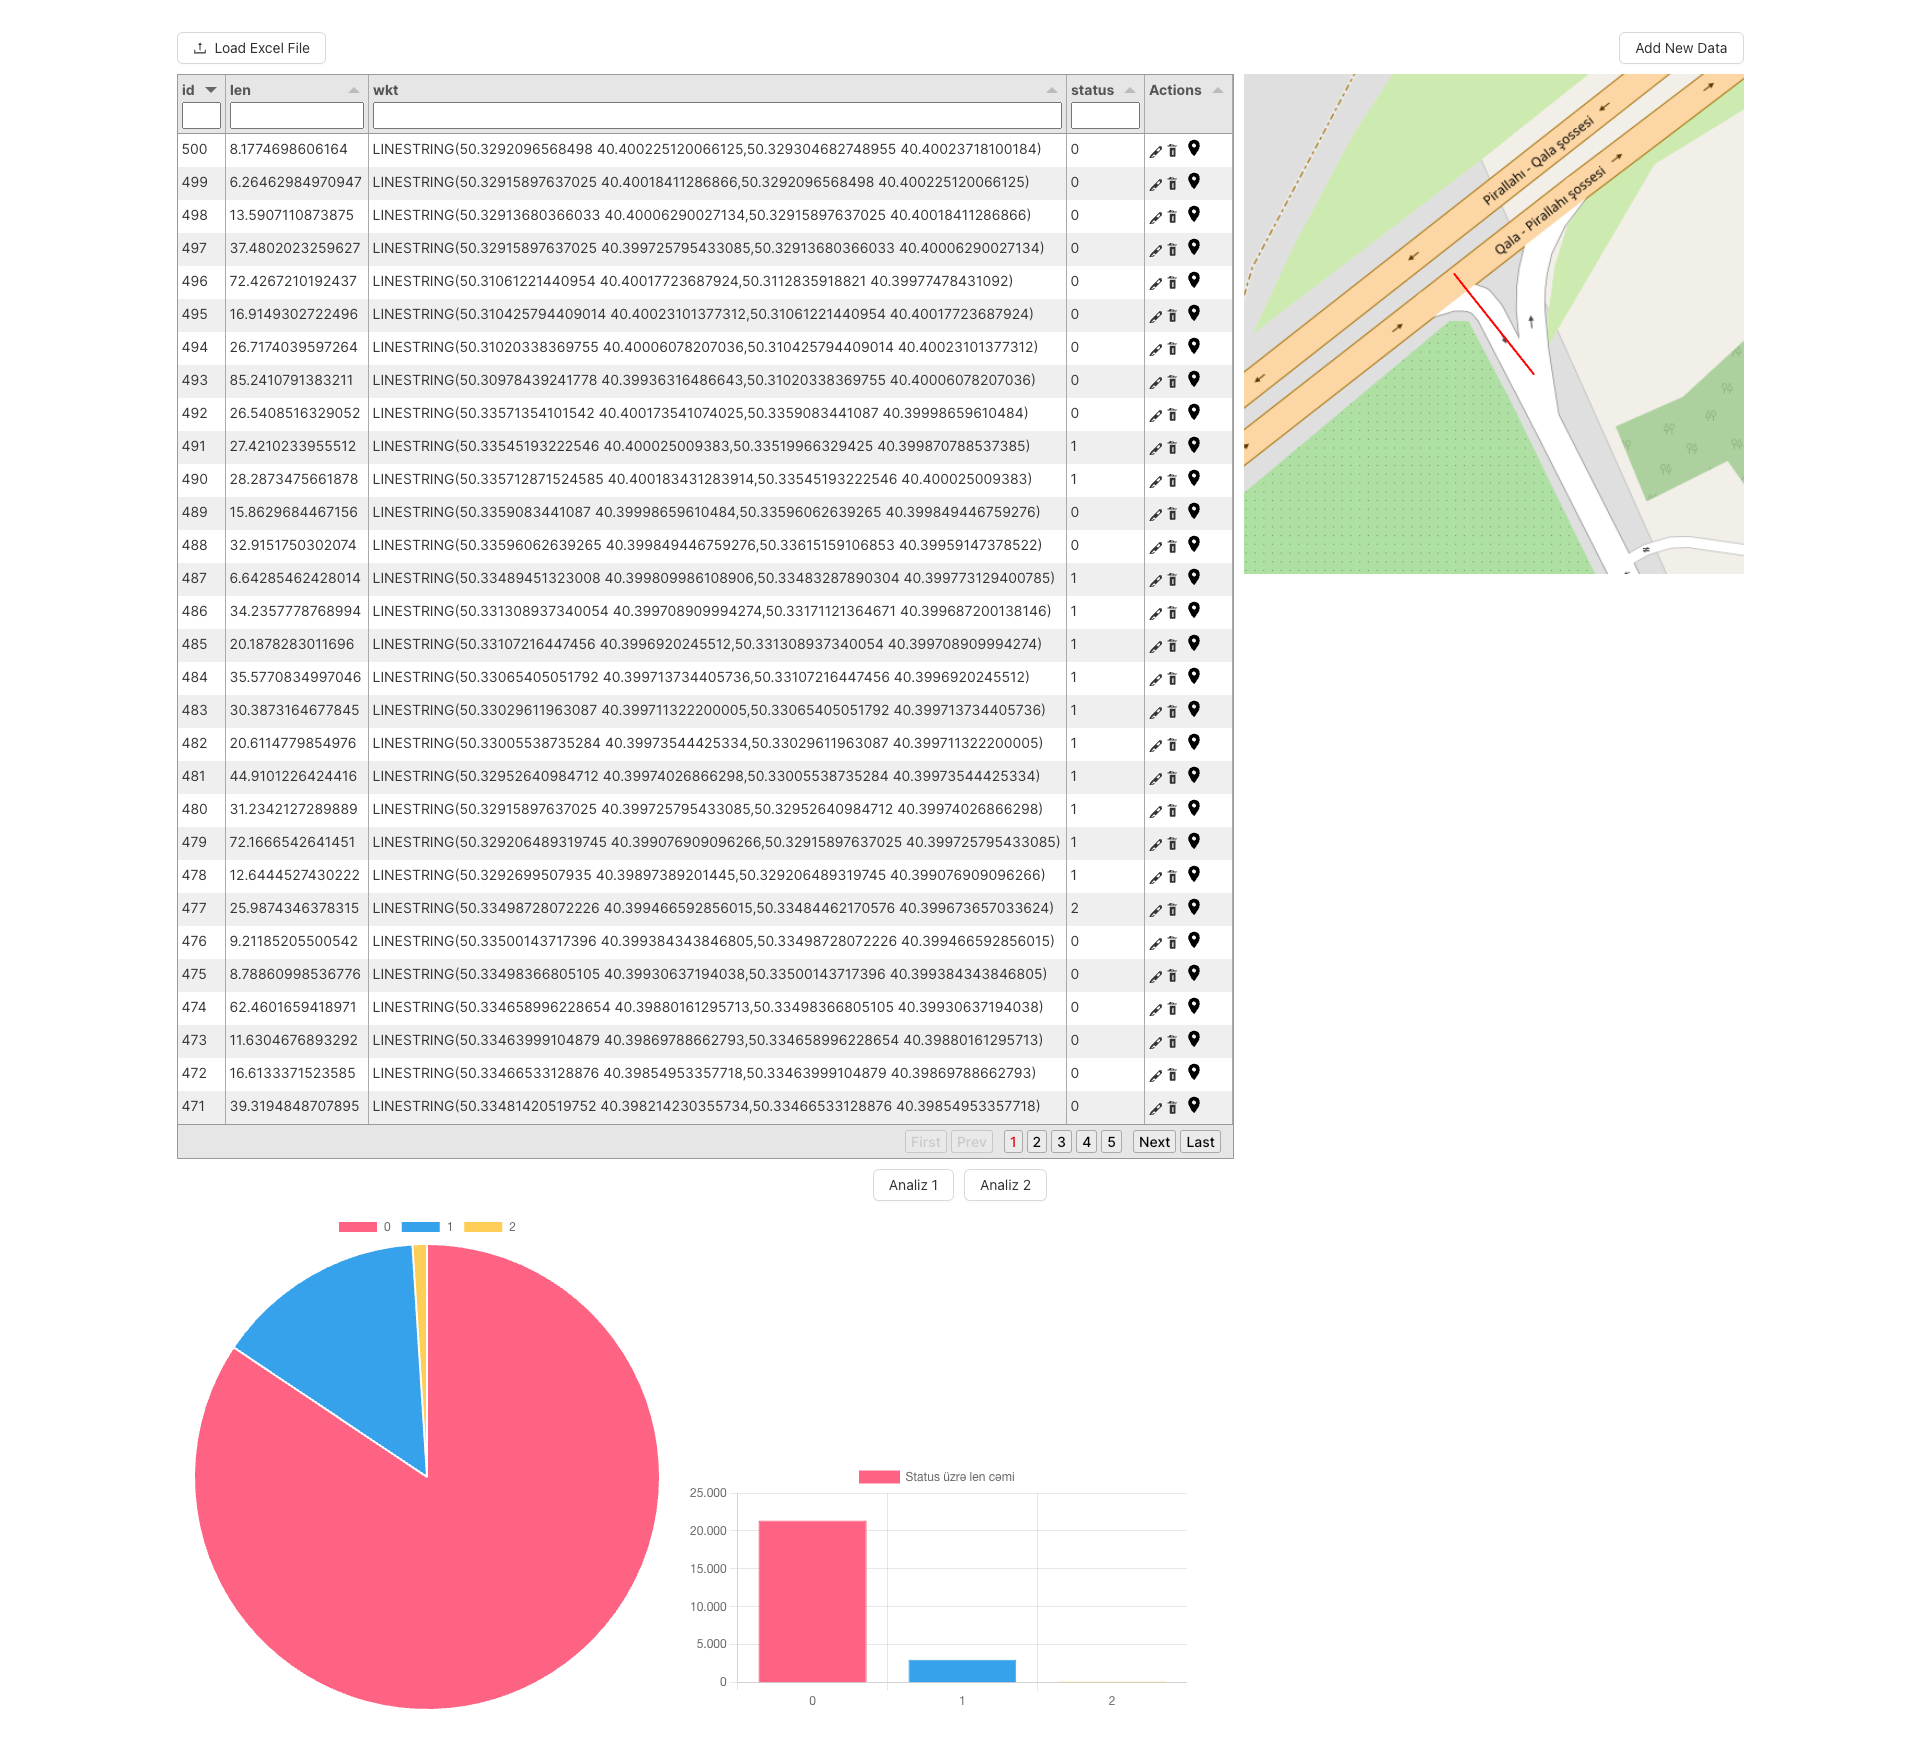 Load Excel File
Add New Data
id len wkt status Actions
500 8.1774698606164 LINESTRING(50.3292096568498 40.400225120066125,50.329304682748955 40.40023718100184) 0
499 6.26462984970947 LINESTRING(50.32915897637025 40.40018411286866,50.3292096568498 40.400225120066125) 0
498 13.5907110873875 LINESTRING(50.32913680366033 40.40006290027134,50.32915897637025 40.40018411286866) 0
497 37.4802023259627 LINESTRING(50.32915897637025 40.399725795433085,50.32913680366033 40.40006290027134) 0
496 72.4267210192437 LINESTRING(50.31061221440954 40.40017723687924,50.3112835918821 40.39977478431092) 0
495 16.9149302722496 LINESTRING(50.310425794409014 40.40023101377312,50.31061221440954 40.40017723687924) 0
494 26.7174039597264 LINESTRING(50.31020338369755 40.40006078207036,50.310425794409014 40.40023101377312) 0
493 85.2410791383211 LINESTRING(50.30978439241778 40.39936316486643,50.31020338369755 40.40006078207036) 0
492 26.5408516329052 LINESTRING(50.33571354101542 40.400173541074025,50.3359083441087 40.39998659610484) 0
491 27.4210233955512 LINESTRING(50.33545193222546 40.400025009383,50.33519966329425 40.399870788537385) 1
490 28.2873475661878 LINESTRING(50.335712871524585 40.400183431283914,50.33545193222546 40.400025009383) 1
489 15.8629684467156 LINESTRING(50.3359083441087 40.39998659610484,50.33596062639265 40.399849446759276) 0
488 32.9151750302074 LINESTRING(50.33596062639265 40.399849446759276,50.33615159106853 40.39959147378522) 0
487 6.64285462428014 LINESTRING(50.33489451323008 40.399809986108906,50.33483287890304 40.399773129400785) 1
486 34.2357778768994 LINESTRING(50.331308937340054 40.399708909994274,50.33171121364671 40.399687200138146) 1
485 20.1878283011696 LINESTRING(50.33107216447456 40.3996920245512,50.331308937340054 40.399708909994274) 1
484 35.5770834997046 LINESTRING(50.33065405051792 40.399713734405736,50.33107216447456 40.3996920245512) 1
483 30.3873164677845 LINESTRING(50.33029611963087 40.399711322200005,50.33065405051792 40.399713734405736) 1
482 20.6114779854976 LINESTRING(50.33005538735284 40.39973544425334,50.33029611963087 40.399711322200005) 1
481 44.9101226424416 LINESTRING(50.32952640984712 40.39974026866298,50.33005538735284 40.39973544425334) 1
480 31.2342127289889 LINESTRING(50.32915897637025 40.399725795433085,50.32952640984712 40.39974026866298) 1
479 72.1666542641451 LINESTRING(50.329206489319745 40.399076909096266,50.32915897637025 40.399725795433085) 1
478 12.6444527430222 LINESTRING(50.3292699507935 40.39897389201445,50.329206489319745 40.399076909096266) 1
477 25.9874346378315 LINESTRING(50.33498728072226 40.399466592856015,50.33484462170576 40.399673657033624) 2
476 9.21185205500542 LINESTRING(50.33500143717396 40.399384343846805,50.33498728072226 40.399466592856015) 0
475 8.78860998536776 LINESTRING(50.33498366805105 40.39930637194038,50.33500143717396 40.399384343846805) 0
474 62.4601659418971 LINESTRING(50.334658996228654 40.39880161295713,50.33498366805105 40.39930637194038) 0
473 11.6304676893292 LINESTRING(50.33463999104879 40.39869788662793,50.334658996228654 40.39880161295713) 0
472 16.6133371523585 LINESTRING(50.33466533128876 40.39854953357718,50.33463999104879 40.39869788662793) 0
471 39.3194848707895 LINESTRING(50.33481420519752 40.398214230355734,50.33466533128876 40.39854953357718) 0
First Prev 1 2 3 4 5 Next Last
Pirallahı - Qala şossesi
Qala - Pirallahı şossesi
Analiz 1 Analiz 2
0 1 2
Status üzrə len cəmi
25.000
20.000
15.000
10.000
5.000
0
0 1 2